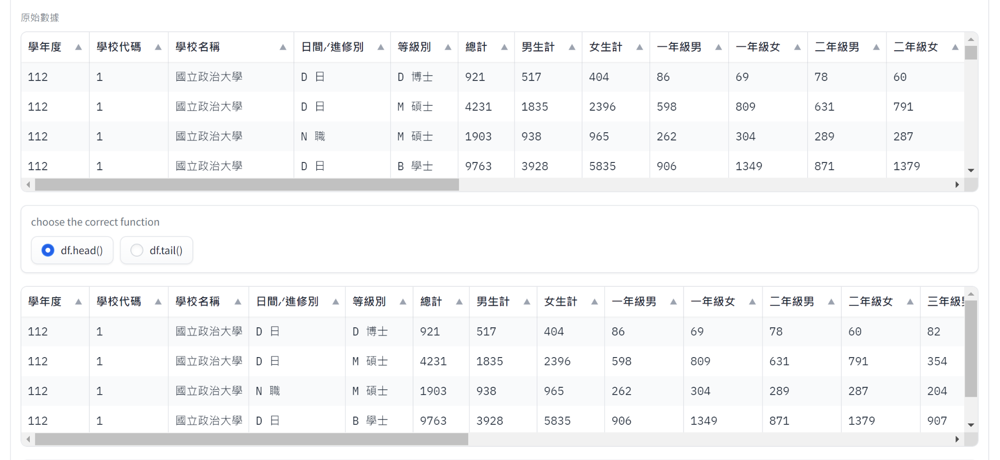 原始數據
學年度 ▲ 學校代碼 ▲ 學校名稱 ▲ 日間/進修別 ▲ 等級別 ▲ 總計 ▲ 男生計 ▲ 女生計 ▲ 一年級男 ▲ 一年級女 ▲ 二年級男 ▲ 二年級女 ▲
112 1 國立政治大學 D 日 D 博士 921 517 404 86 69 78 60
112 1 國立政治大學 D 日 M 碩士 4231 1835 2396 598 809 631 791
112 1 國立政治大學 N 職 M 碩士 1903 938 965 262 304 289 287
112 1 國立政治大學 D 日 B 學士 9763 3928 5835 906 1349 871 1379
choose the correct function
df.head() df.tail()
學年度 ▲ 學校代碼 ▲ 學校名稱 ▲ 日間/進修別 ▲ 等級別 ▲ 總計 ▲ 男生計 ▲ 女生計 ▲ 一年級男 ▲ 一年級女 ▲ 二年級男 ▲ 二年級女 ▲ 三年級男
112 1 國立政治大學 D 日 D 博士 921 517 404 86 69 78 60 82
112 1 國立政治大學 D 日 M 碩士 4231 1835 2396 598 809 631 791 354
112 1 國立政治大學 N 職 M 碩士 1903 938 965 262 304 289 287 204
112 1 國立政治大學 D 日 B 學士 9763 3928 5835 906 1349 871 1379 907